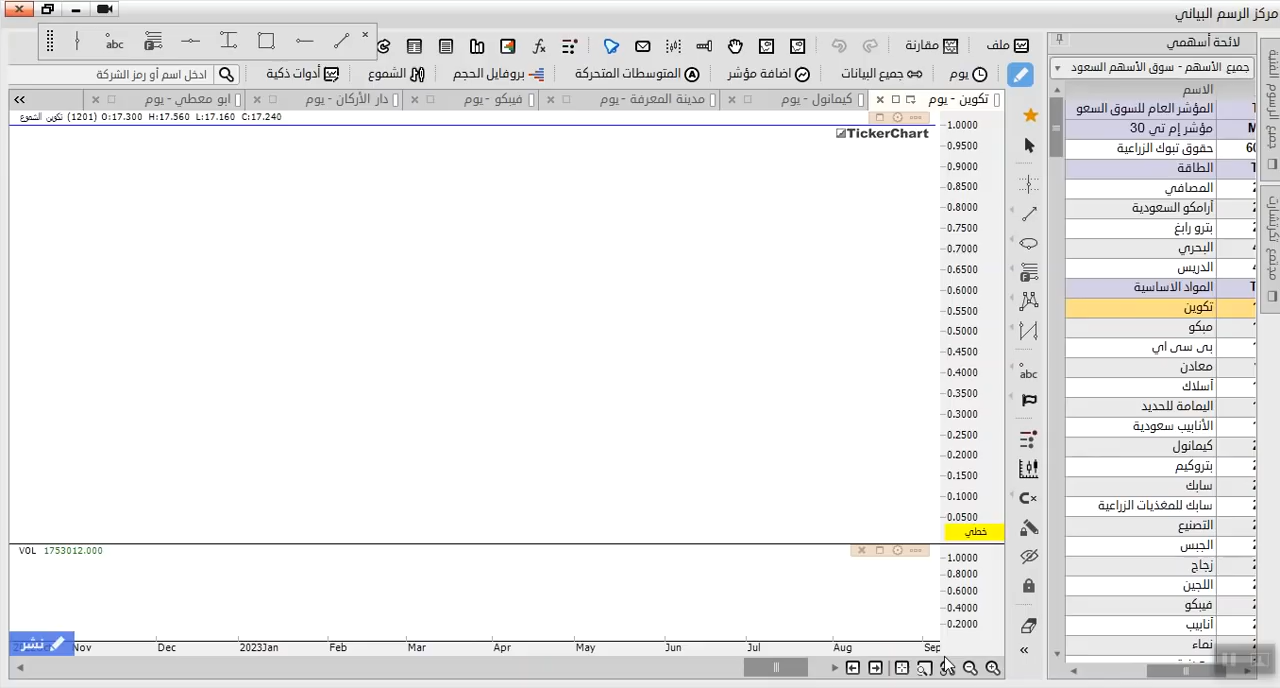 مركز الرسم البياني
ملف
مقارنة
fx
abc
يوم
جميع البيانات
اضافة مؤشر
المتوسطات المتحركة
بروفايل الحجم
الشموع
أدوات ذكية
ادخل اسم أو رمز الشركة
تكوين - يوم
كيمانول - يوم
مدينة المعرفة - يوم
فيبكو - يوم
دار الأركان - يوم
ابو معطي - يوم
تكوين (1201) O:17.300 H:17.560 L:17.160 C:17.240 الشموع
TickerChart
1.0000
0.9500
0.9000
0.8500
0.8000
0.7500
0.7000
0.6500
0.6000
0.5500
0.5000
0.4500
0.4000
0.3500
0.3000
0.2500
0.2000
0.1500
0.1000
0.0500
خطي
VOL 1753012.000
1.0000
0.8000
0.6000
0.4000
0.2000
نشر
Nov Dec 2023Jan Feb Mar Apr May Jun Jul Aug Sep
abc
لائحة أسهمي
جميع الأسهم - سوق الأسهم السعود
الاسم
المؤشر العام للسوق السعو
مؤشر إم تي 30
حقوق تبوك الزراعية
الطاقة
المصافي
أرامكو السعودية
بترو رابغ
البحري
الدريس
المواد الاساسية
تكوين
مبكو
بى سى اي
معادن
أسلاك
اليمامة للحديد
الأنابيب سعودية
كيمانول
بتروكيم
سابك
سابك للمغذيات الزراعية
التصنيع
الجبس
زجاج
اللجين
فيبكو
أنابيب
نماء
جميع الرسوم البيانية
مجتمع تكرتشارت